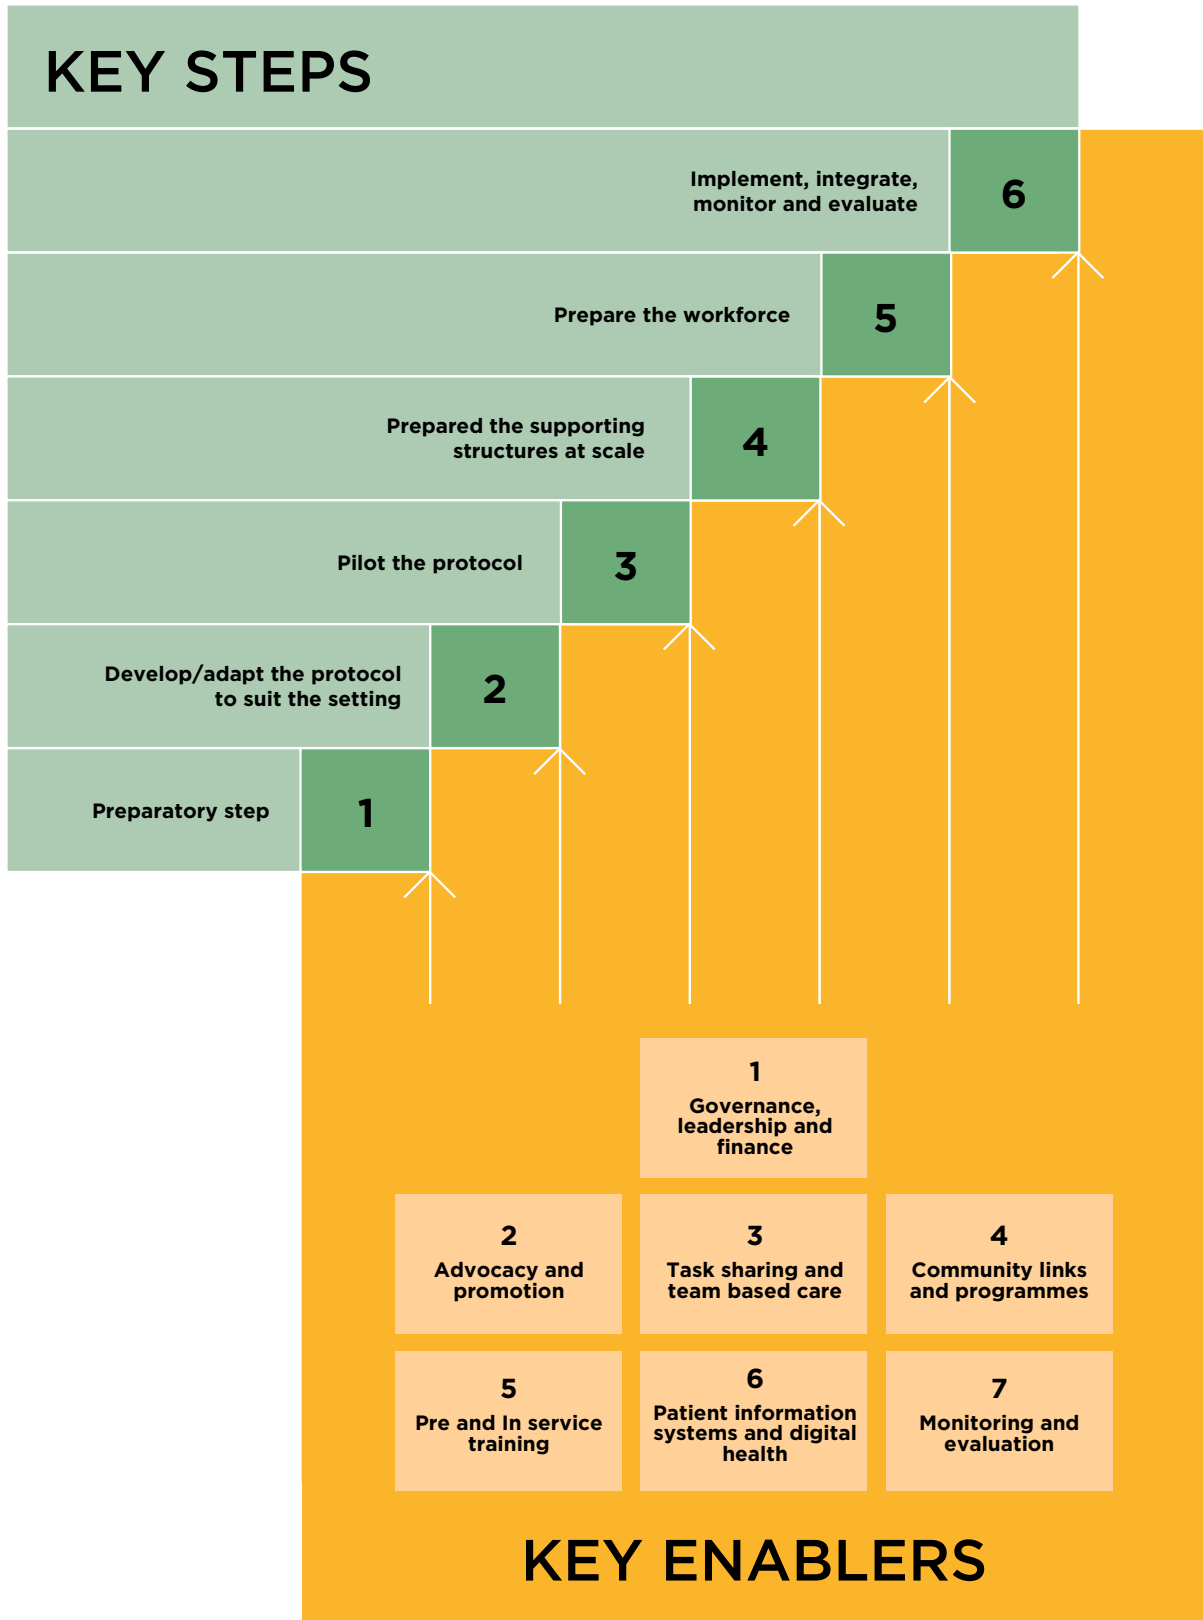 KEY STEPS
Implement, integrate,
monitor and evaluate
6
Prepare the workforce
5
Prepared the supporting
structures at scale
4
Pilot the protocol
3
Develop/adapt the protocol
to suit the setting
2
Preparatory step
1
1
Governance,
leadership and
finance
2
Advocacy and
promotion
3
Task sharing and
team based care
4
Community links
and programmes
5
Pre and In service
training
6
Patient information
systems and digital
health
7
Monitoring and
evaluation
KEY ENABLERS